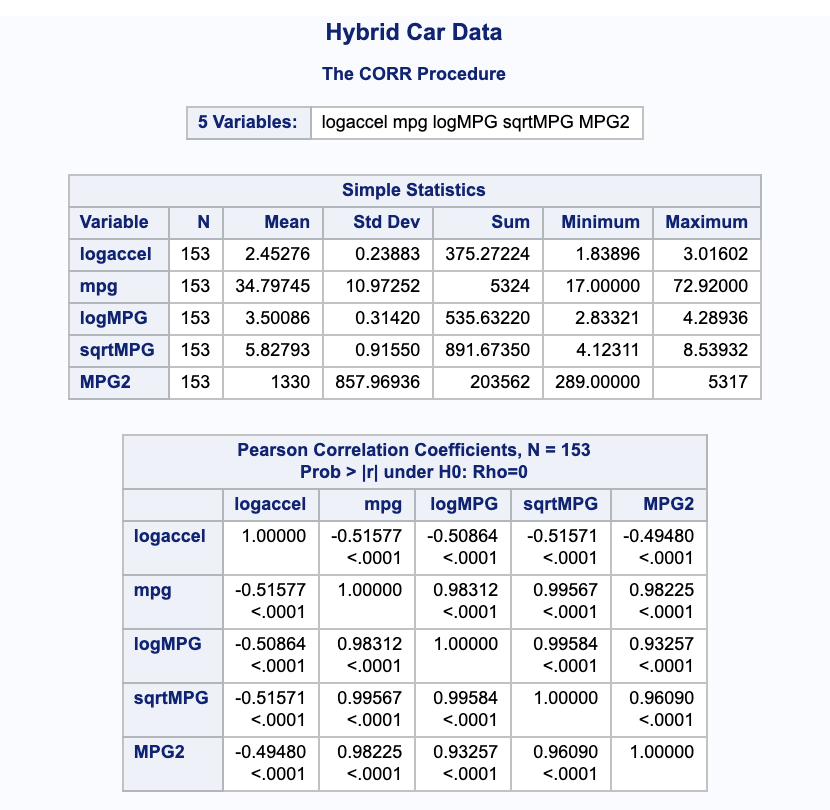 Hybrid Car Data
The CORR Procedure
5 Variables: logaccel mpg logMPG sqrtMPG MPG2
Simple Statistics
Variable N Mean Std Dev Sum Minimum Maximum
logaccel 153 2.45276 0.23883 375.27224 1.83896 3.01602
mpg 153 34.79745 10.97252 5324 17.00000 72.92000
logMPG 153 3.50086 0.31420 535.63220 2.83321 4.28936
sqrtMPG 153 5.82793 0.91550 891.67350 4.12311 8.53932
MPG2 153 1330 857.96936 203562 289.00000 5317
Pearson Correlation Coefficients, N = 153
Prob > |r| under H0: Rho=0
logaccel mpg logMPG sqrtMPG MPG2
logaccel 1.00000 -0.51577 -0.50864 -0.51571 -0.49480
<.0001 <.0001 <.0001 <.0001
mpg -0.51577 1.00000 0.98312 0.99567 0.98225
<.0001 <.0001 <.0001 <.0001
logMPG -0.50864 0.98312 1.00000 0.99584 0.93257
<.0001 <.0001 <.0001 <.0001
sqrtMPG -0.51571 0.99567 0.99584 1.00000 0.96090
<.0001 <.0001 <.0001 <.0001
MPG2 -0.49480 0.98225 0.93257 0.96090 1.00000
<.0001 <.0001 <.0001 <.0001